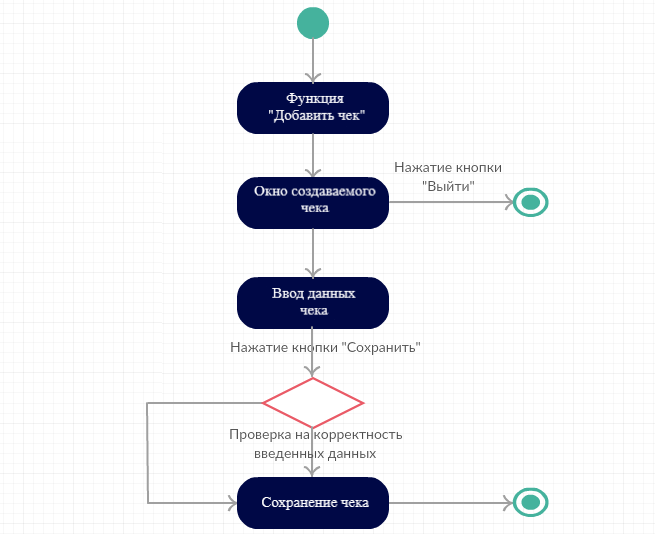 Функция
"Добавить чек"
Нажатие кнопки
"Выйти"
Окно создаваемого
чека
Ввод данных
чека
Нажатие кнопки "Сохранить"
Проверка на корректность
введенных данных
Сохранение чека